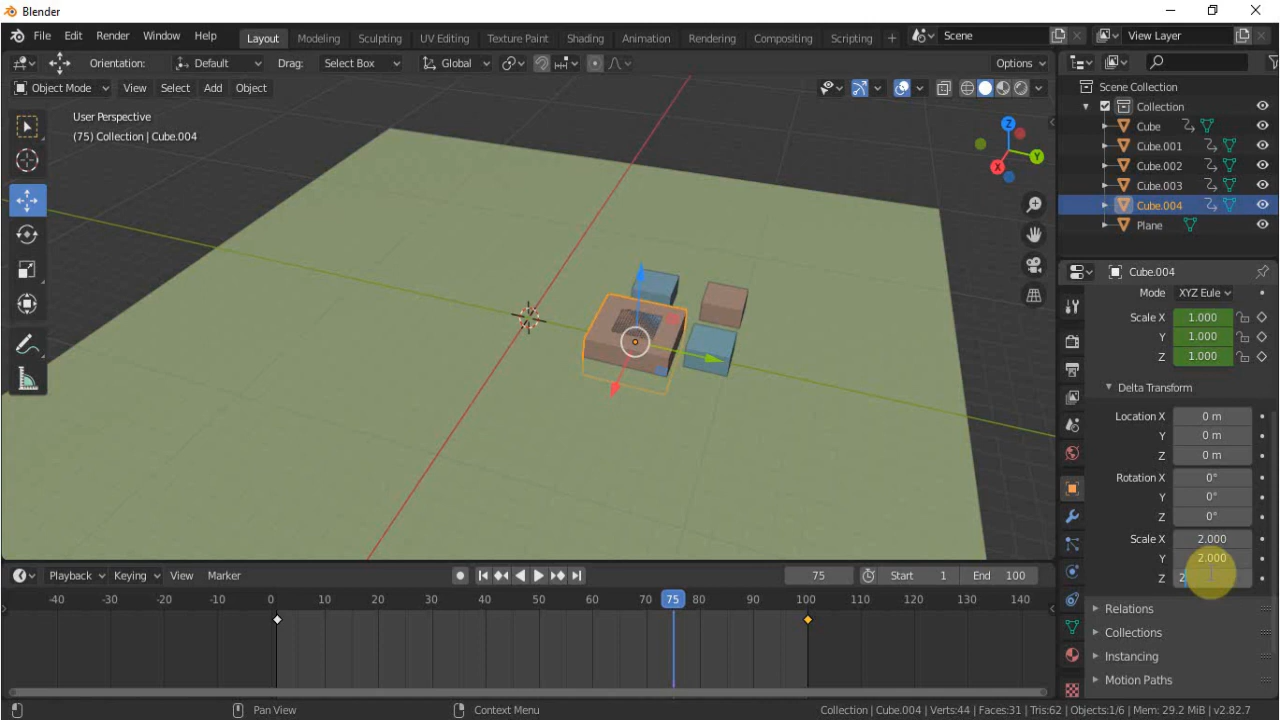 Blender
File Edit Render Window Help Layout Modeling Sculpting UV Editing Texture Paint Shading Animation Rendering Compositing Scripting + Scene View Layer
Orientation: Default Drag: Select Box Global Options
Object Mode View Select Add Object
User Perspective
(75) Collection | Cube.004
Z
Y
X
Scene Collection
Collection
Cube
Cube.001
Cube.002
Cube.003
Cube.004
Plane
Cube.004
Mode XYZ Eule
Scale X 1.000
Y 1.000
Z 1.000
Delta Transform
Location X 0 m
Y 0 m
Z 0 m
Rotation X 0°
Y 0°
Z 0°
Scale X 2.000
Y 2.000
Z 2
Relations
Collections
Instancing
Motion Paths
Playback Keying View Marker 75 Start 1 End 100
-40 -30 -20 -10 0 10 20 30 40 50 60 70 75 80 90 100 110 120 130 140
Pan View Context Menu Collection | Cube.004 | Verts:44 | Faces:31 | Tris:62 | Objects:1/6 | Mem: 29.2 MiB | v2.82.7